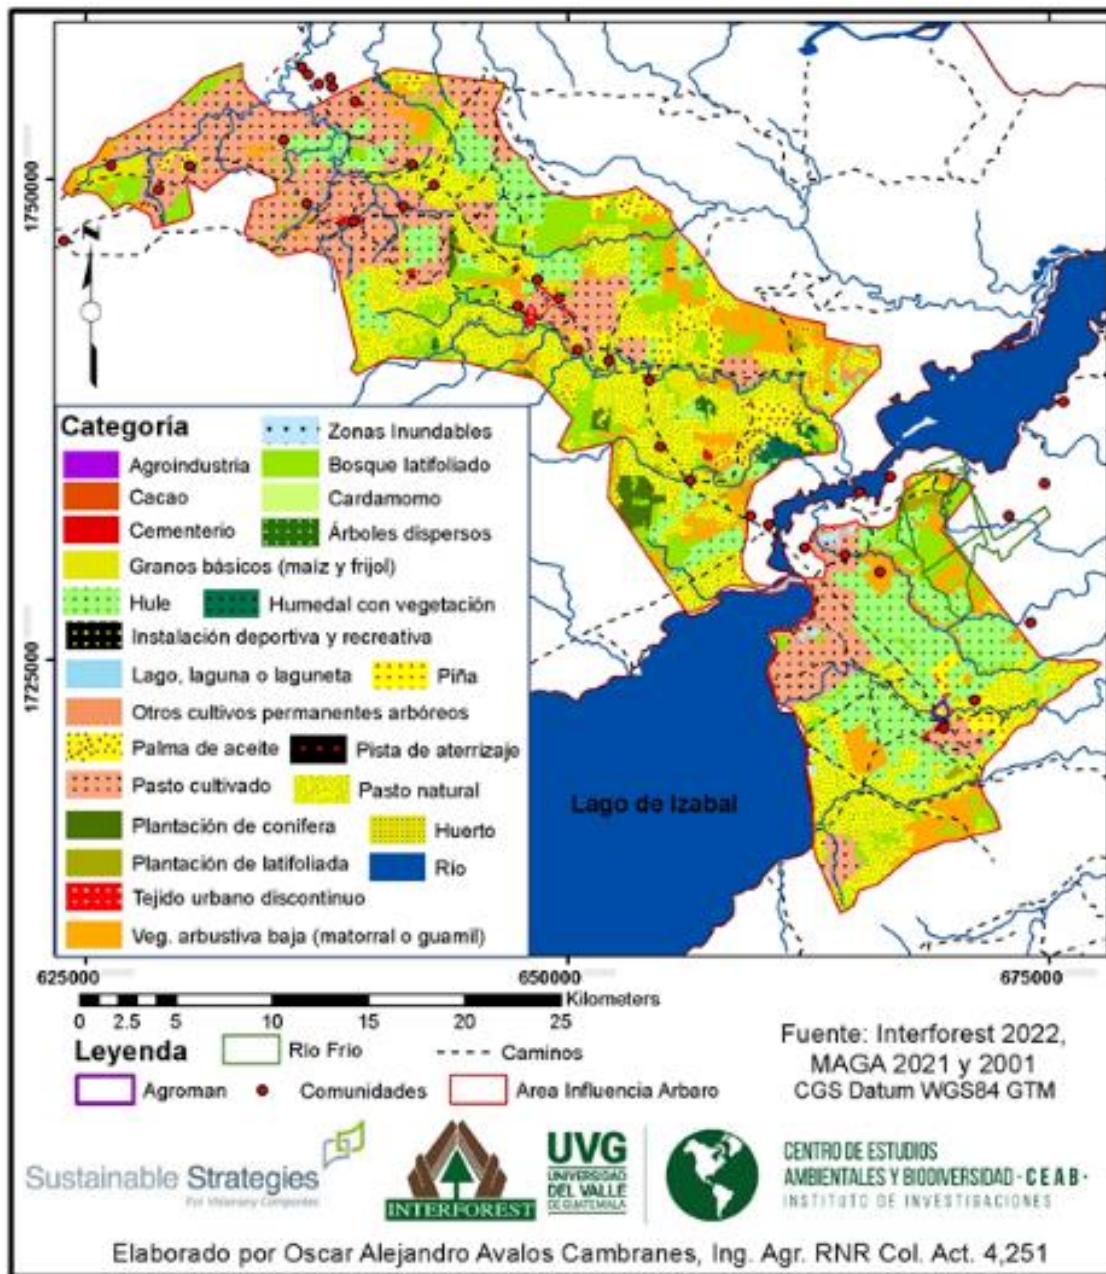 1750000
1725000
Categoría
Zonas Inundables
Agroindustria
Bosque latifoliado
Cacao
Cardamomo
Cementerio
Árboles dispersos
Granos básicos (maíz y frijol)
Hule
Humedal con vegetación
Instalación deportiva y recreativa
Lago, laguna o laguneta
Piña
Otros cultivos permanentes arbóreos
Palma de aceite
Pista de aterrizaje
Pasto cultivado
Pasto natural
Plantación de conífera
Huerto
Plantación de latifoliada
Río
Tejido urbano discontinuo
Veg. arbustiva baja (matorral o guamil)
Lago de Izabal
625000 650000 675000
Kilometers
0 2.5 5 10 15 20 25
Leyenda
Río Frio
Caminos
Agroman
Comunidades
Area Influencia Arbaro
Fuente: Interforest 2022,
MAGA 2021 y 2001
CGS Datum WGS84 GTM
Sustainable Strategies
For Visionary Companies
INTERFOREST
UVG
UNIVERSIDAD
DEL VALLE
DE GUATEMALA
CENTRO DE ESTUDIOS
AMBIENTALES Y BIODIVERSIDAD · CEAB ·
INSTITUTO DE INVESTIGACIONES
Elaborado por Oscar Alejandro Avalos Cambranes, Ing. Agr. RNR Col. Act. 4,251